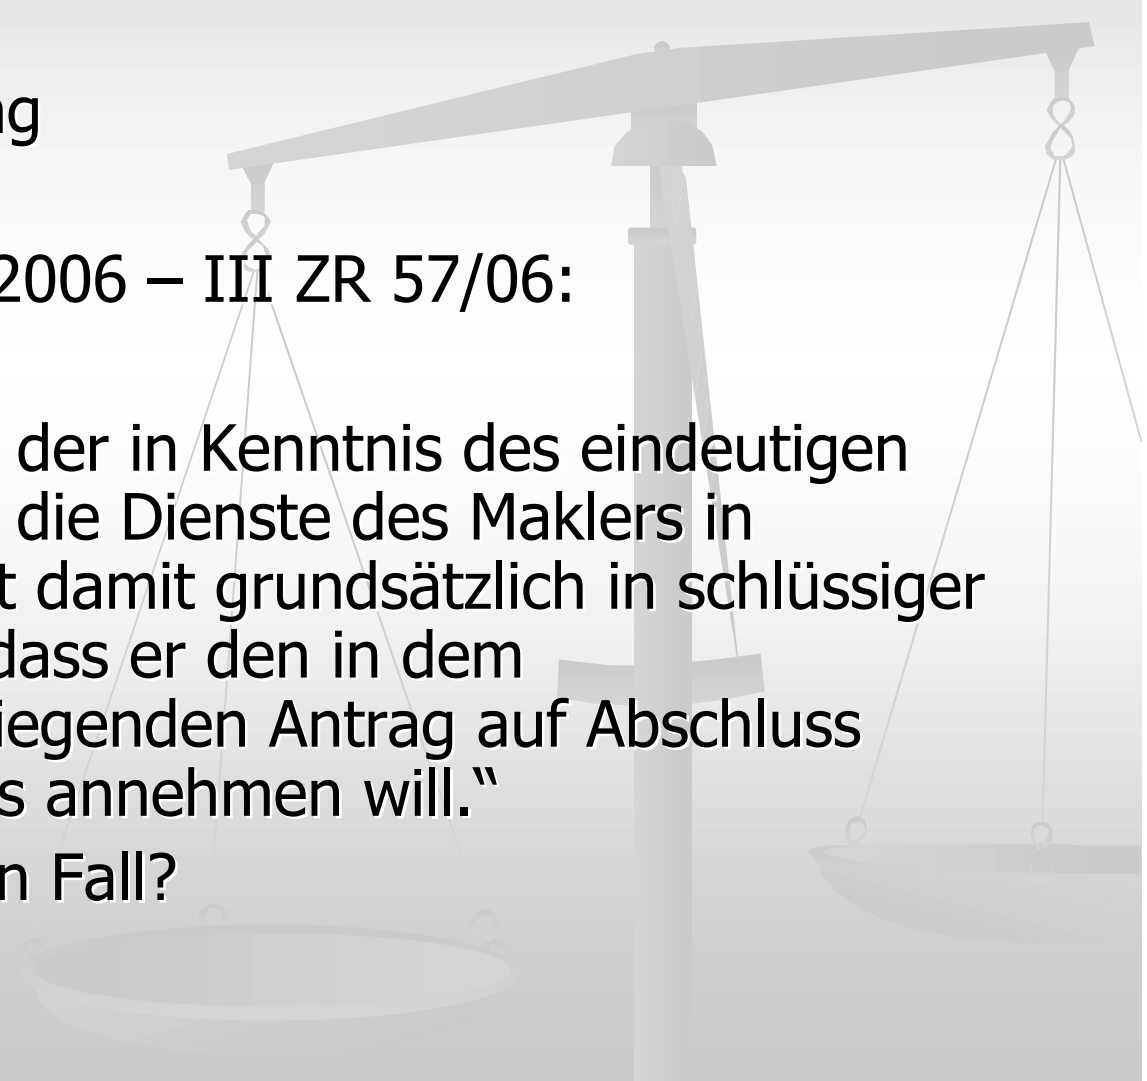 ng
2006 – III ZR 57/06:
der in Kenntnis des eindeutigen
die Dienste des Maklers in
t damit grundsätzlich in schlüssiger
dass er den in dem
iegenden Antrag auf Abschluss
s annehmen will.“
n Fall?